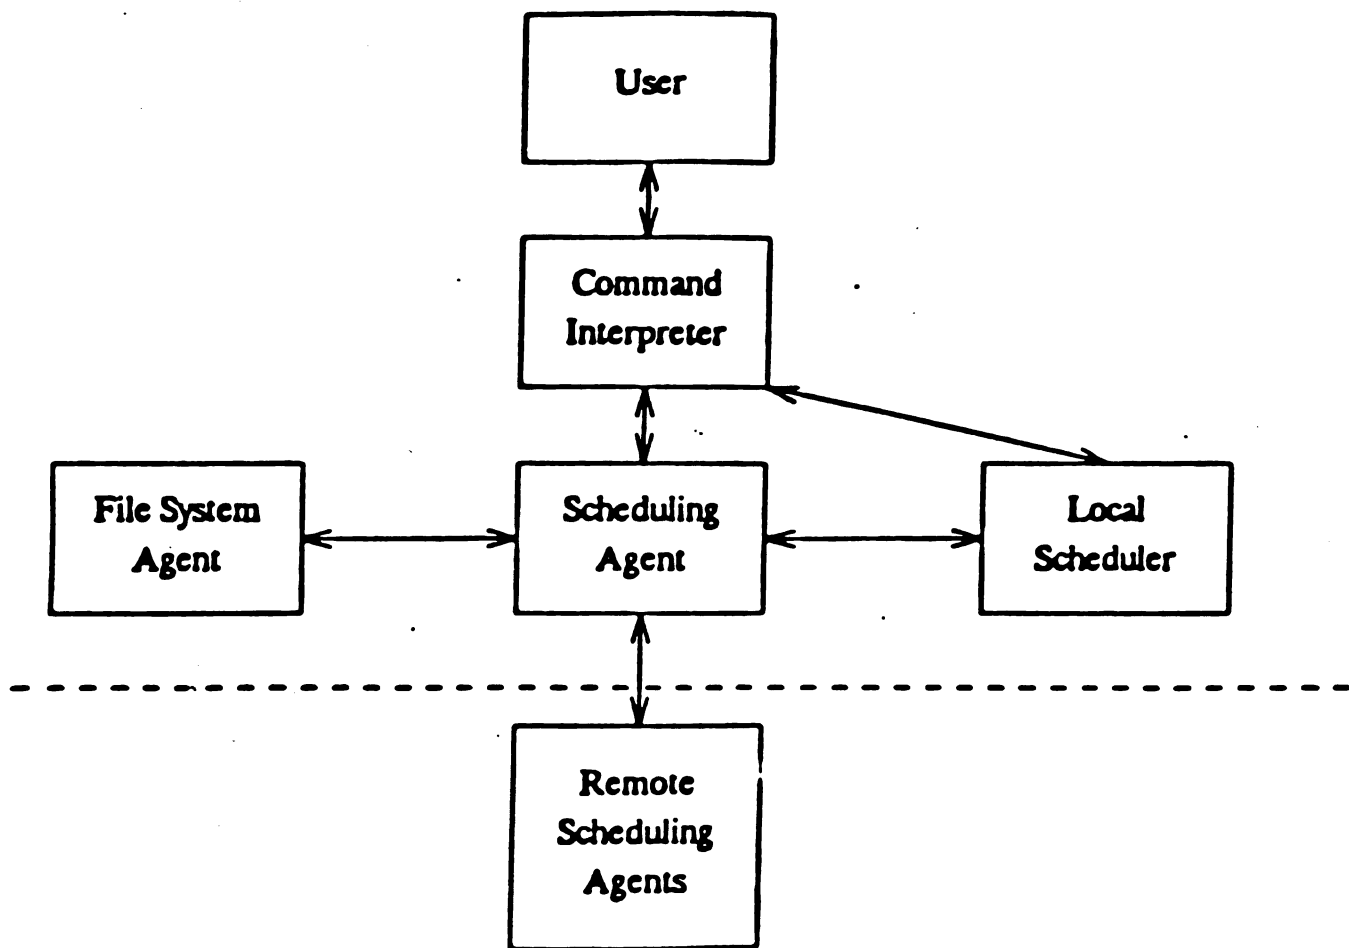 User
Command
Interpreter
File System
Agent
Scheduling
Agent
Local
Scheduler
Remote
Scheduling
Agents